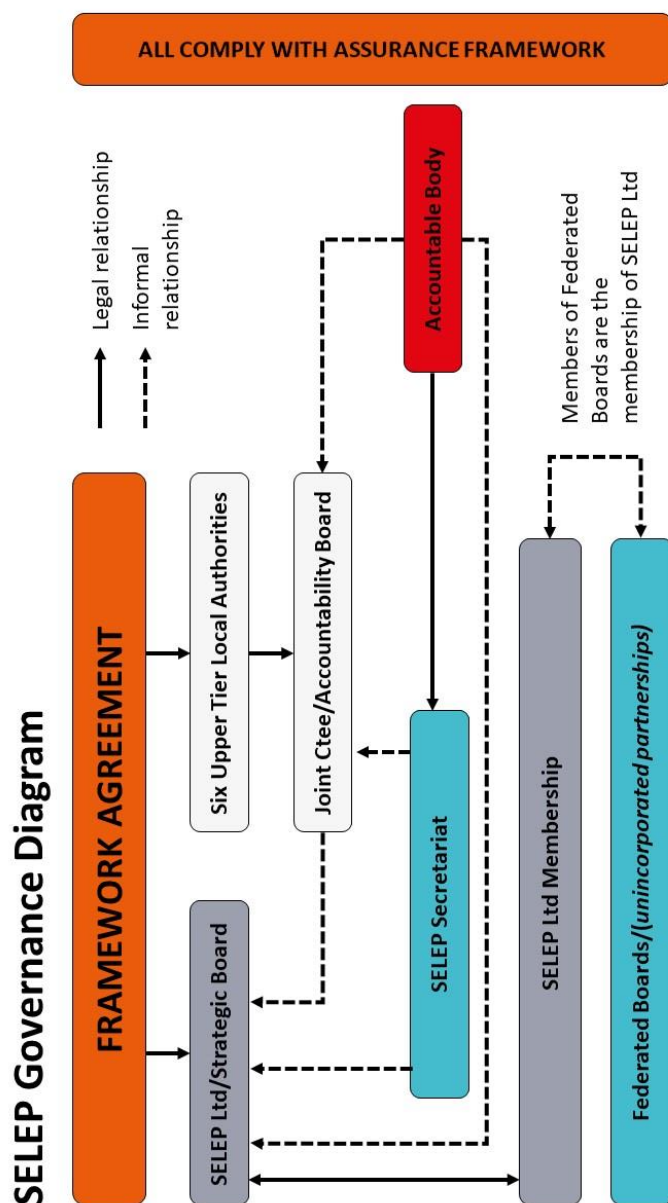 SELEP Governance Diagram
FRAMEWORK AGREEMENT
Legal relationship
Informal
relationship
SELEP Ltd/Strategic Board
Six Upper Tier Local Authorities
Joint Ctee/Accountability Board
SELEP Secretariat
Accountable Body
SELEP Ltd Membership
Federated Boards/(unincorporated partnerships)
Members of Federated
Boards are the
membership of SELEP Ltd
ALL COMPLY WITH ASSURANCE FRAMEWORK